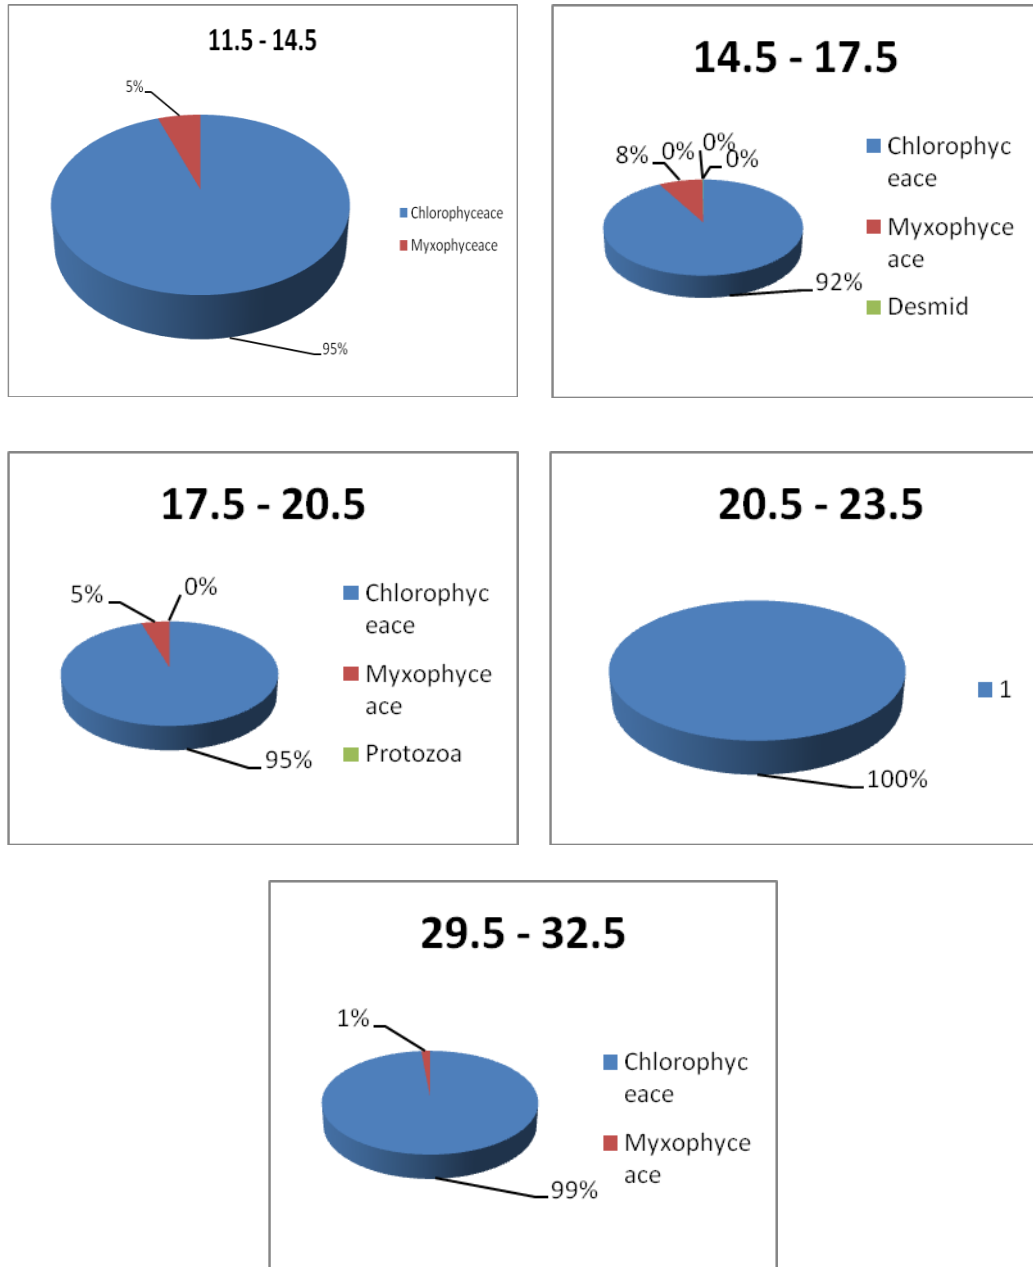 11.5 - 14.5
5%
Chlorophyceace
Myxophyceace
95%
14.5 - 17.5
8%
0%
0%
0%
Chlorophyc
eace
Myxophyce
ace
Desmid
92%
17.5 - 20.5
5%
0%
Chlorophyc
eace
Myxophyce
ace
Protozoa
95%
20.5 - 23.5
1
100%
29.5 - 32.5
1%
Chlorophyc
eace
Myxophyce
ace
99%